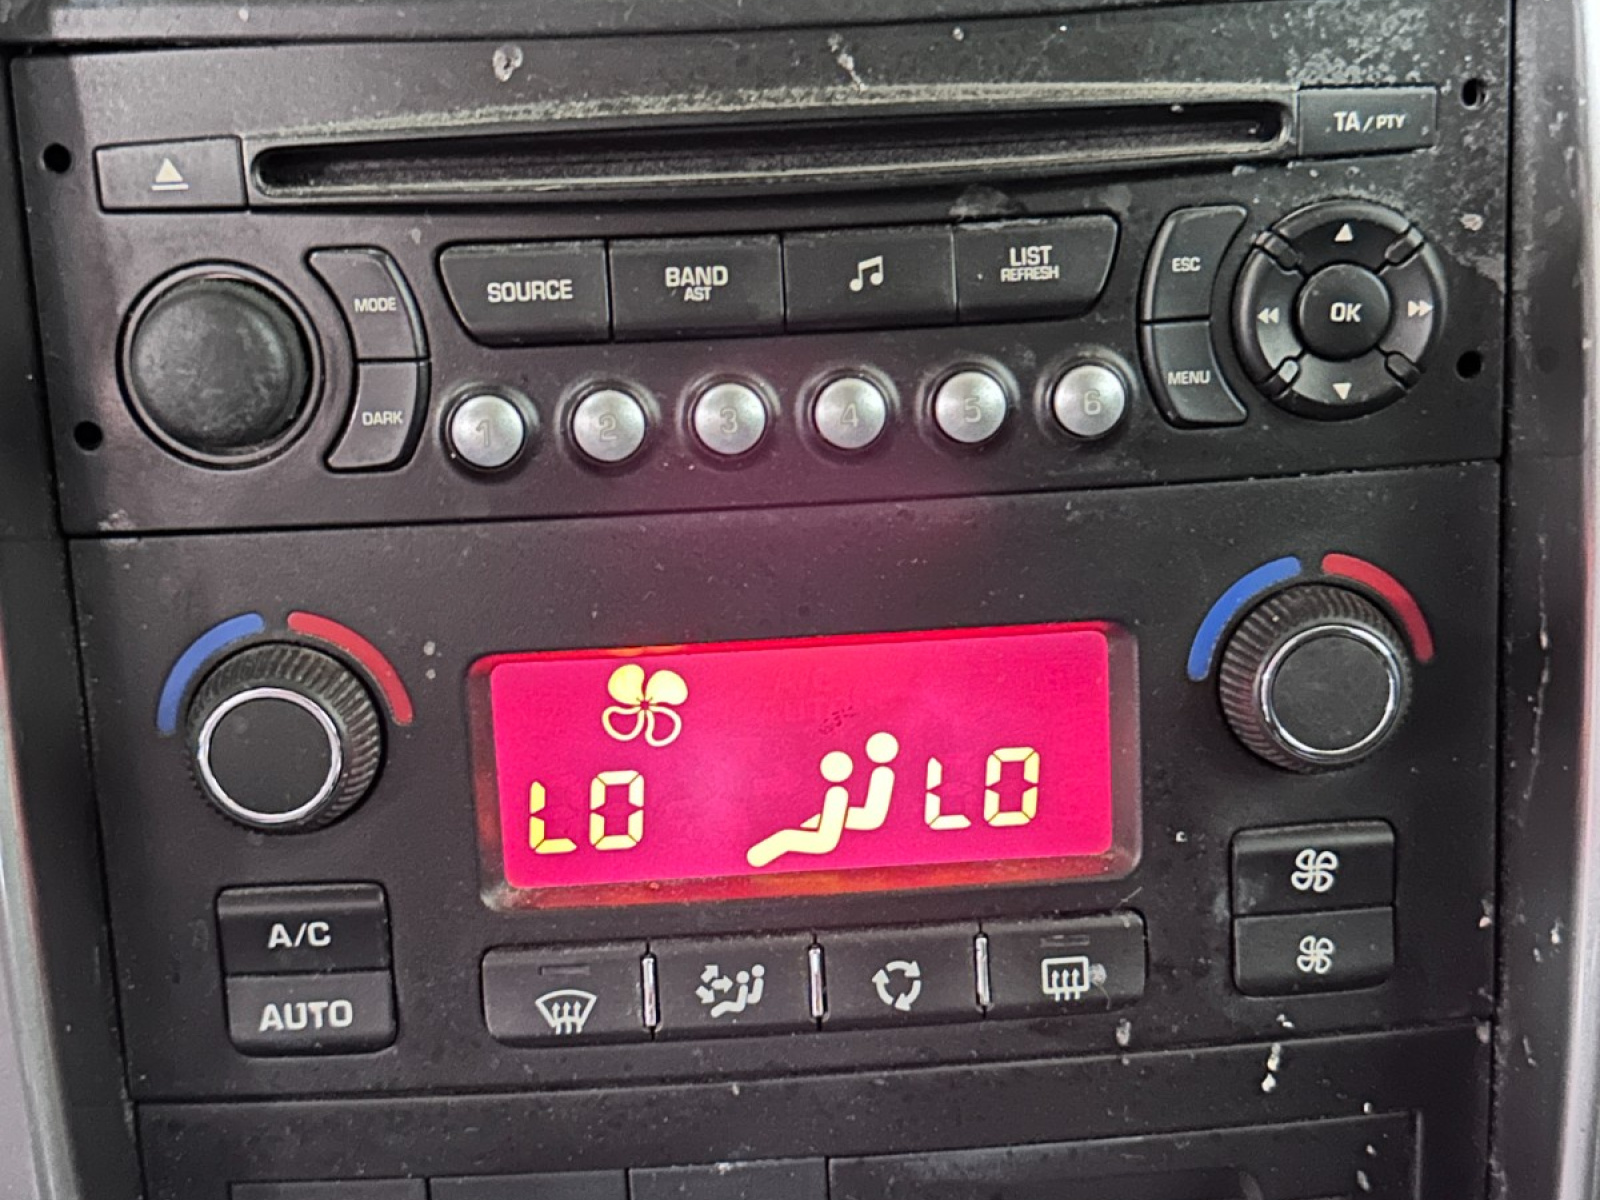 TA/PTY
MODE
SOURCE
BAND
AST
LIST
REFRESH
ESC
OK
DARK
1
2
3
4
5
6
MENU
LO
LO
A/C
AUTO